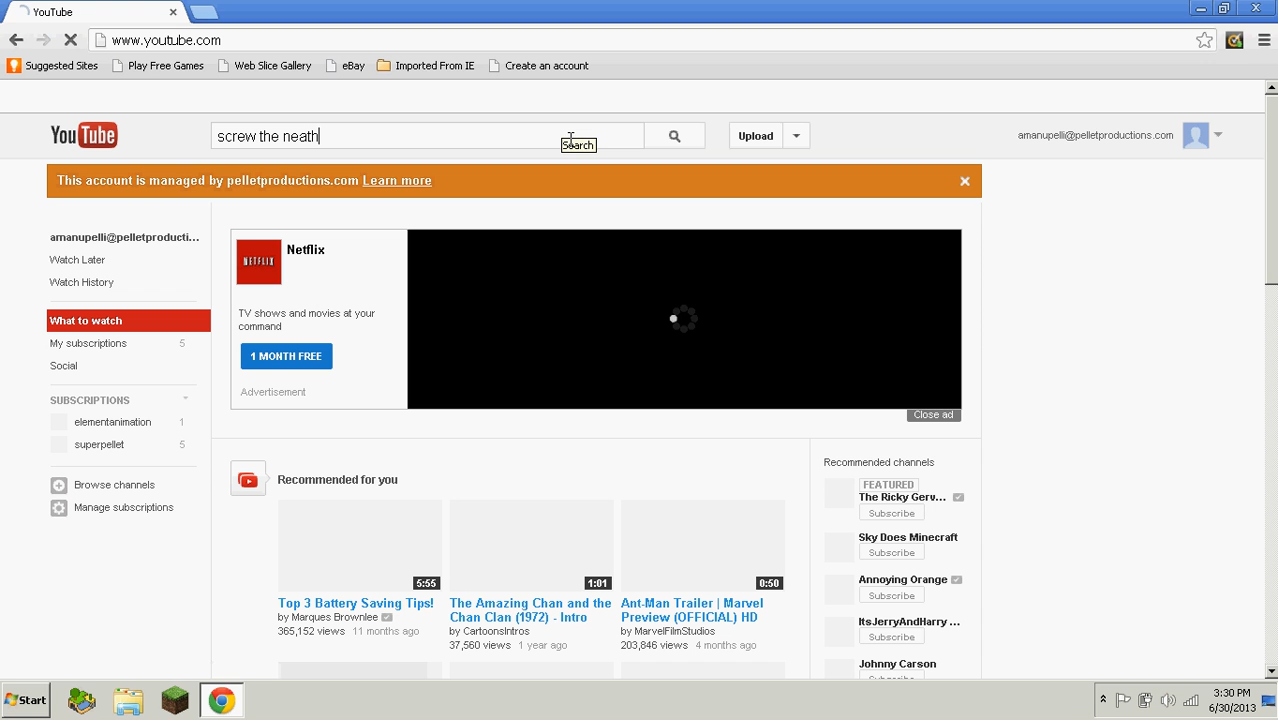 YouTube
www.youtube.com
Suggested Sites Play Free Games Web Slice Gallery eBay Imported From IE Create an account
YouTube
screw the neath
Search
Upload
amanupelli@pelletproductions.com
This account is managed by pelletproductions.com Learn more
amanupelli@pelletproducti...
Watch Later
Watch History
What to watch
My subscriptions 5
Social
SUBSCRIPTIONS
elementanimation 1
superpellet 5
Browse channels
Manage subscriptions
NETFLIX
Netflix
TV shows and movies at your
command
1 MONTH FREE
Advertisement
Close ad
Recommended for you
5:55
Top 3 Battery Saving Tips!
by Marques Brownlee
365,152 views 11 months ago
1:01
The Amazing Chan and the
Chan Clan (1972) - Intro
by CartoonsIntros
37,560 views 1 year ago
0:50
Ant-Man Trailer | Marvel
Preview (OFFICIAL) HD
by MarvelFilmStudios
203,846 views 4 months ago
Recommended channels
FEATURED
The Ricky Gerv...
Subscribe
Sky Does Minecraft
Subscribe
Annoying Orange
Subscribe
ItsJerryAndHarry ...
Subscribe
Johnny Carson
Subscribe
Start
3:30 PM
6/30/2013